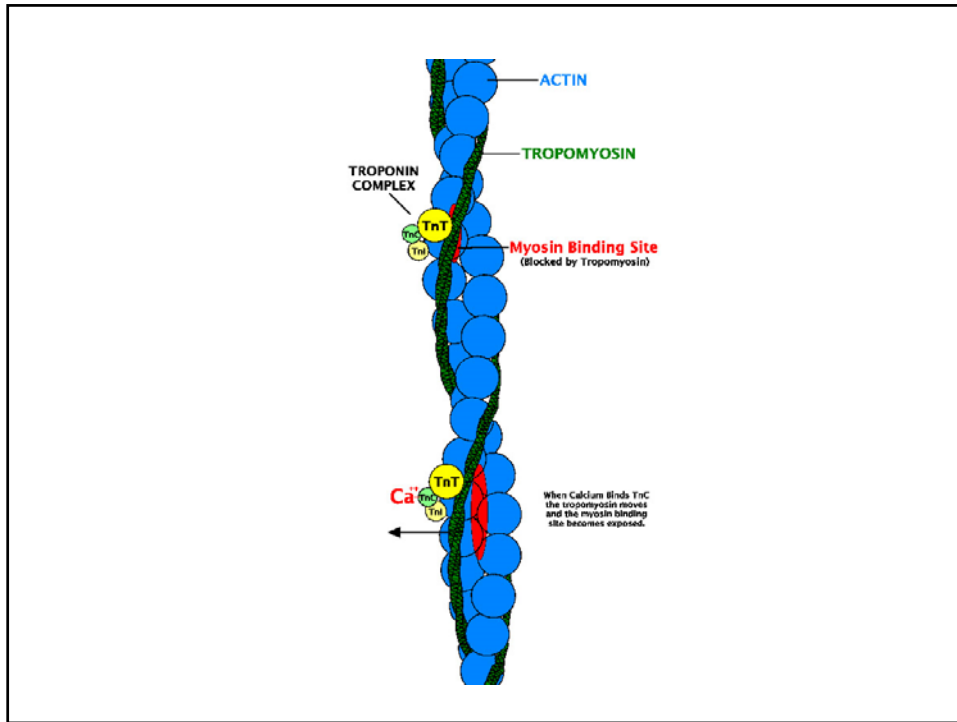 ACTIN
TROPOMYOSIN
TROPONIN
COMPLEX
TnT
TnC
TnI
Myosin Binding Site
(Blocked by Tropomyosin)
TnT
Ca++
TnC
TnI
When Calcium Binds TnC
the tropomyosin moves
and the myosin binding
site becomes exposed.